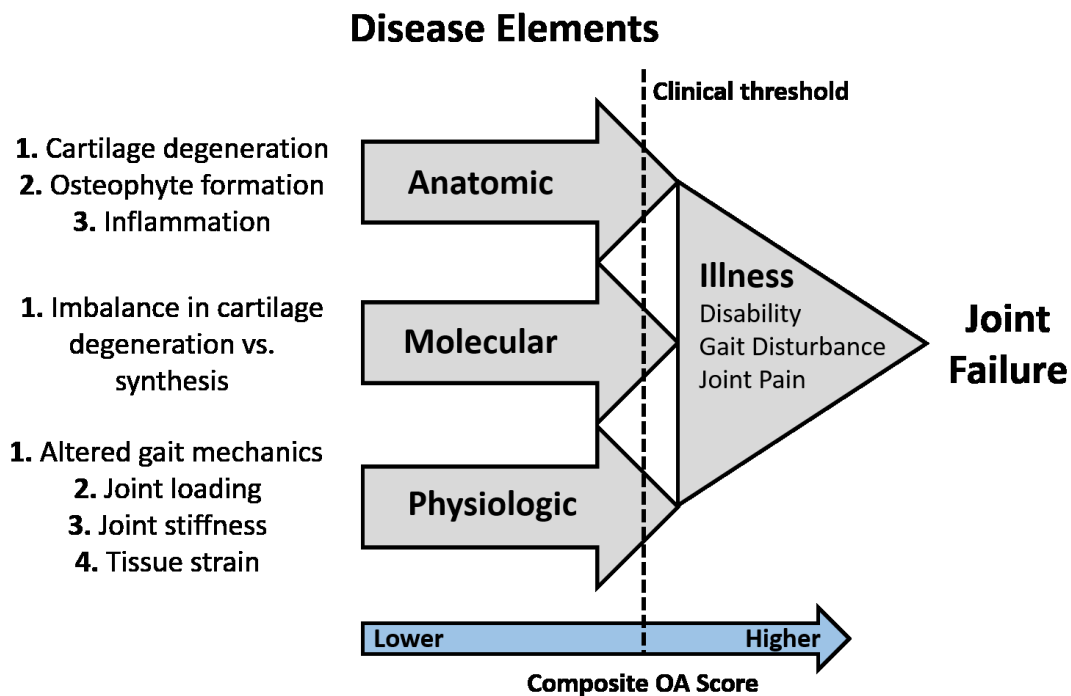 Disease Elements
Clinical threshold
1. Cartilage degeneration
2. Osteophyte formation
3. Inflammation
Anatomic
1. Imbalance in cartilage
degeneration vs.
synthesis
Molecular
1. Altered gait mechanics
2. Joint loading
3. Joint stiffness
4. Tissue strain
Physiologic
Illness
Disability
Gait Disturbance
Joint Pain
Joint
Failure
Lower
Higher
Composite OA Score